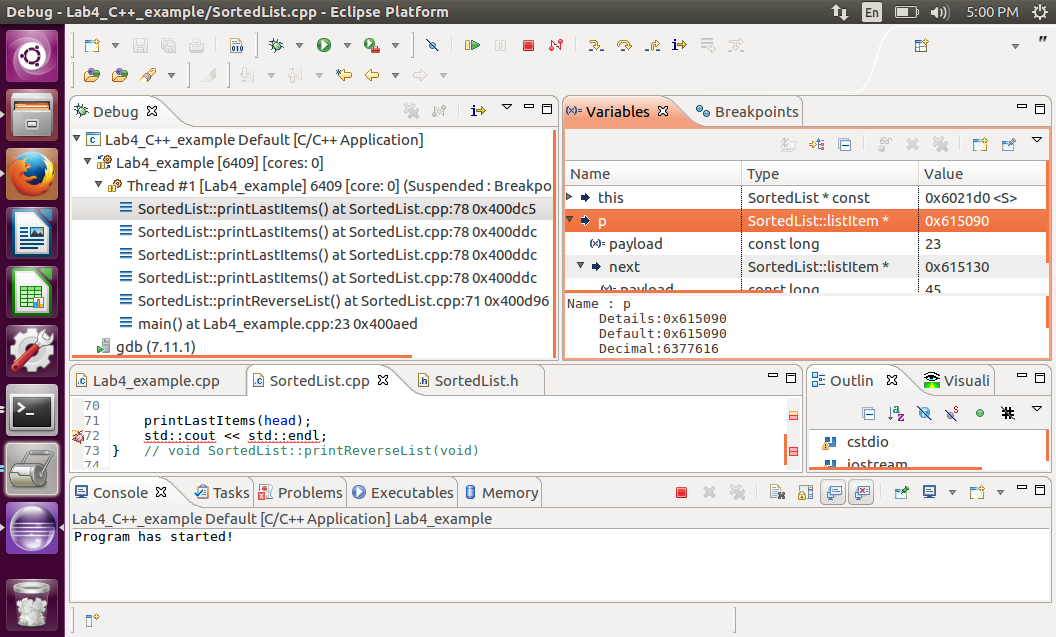 Debug - Lab4_C++_example/SortedList.cpp - Eclipse Platform
En
5:00 PM
010
Debug
Lab4_C++_example Default [C/C++ Application]
Lab4_example [6409] [cores: 0]
Thread #1 [Lab4_example] 6409 [core: 0] (Suspended : Breakpo
SortedList::printLastItems() at SortedList.cpp:78 0x400dc5
SortedList::printLastItems() at SortedList.cpp:78 0x400ddc
SortedList::printLastItems() at SortedList.cpp:78 0x400ddc
SortedList::printLastItems() at SortedList.cpp:78 0x400ddc
SortedList::printReverseList() at SortedList.cpp:71 0x400d96
main() at Lab4_example.cpp:23 0x400aed
gdb (7.11.1)
(x)= Variables
Breakpoints
Name Type Value
this SortedList * const 0x6021d0 <S>
p SortedList::listItem * 0x615090
(x)= payload const long 23
next SortedList::listItem * 0x615130
(x)= payload const long 45
Name : p
Details:0x615090
Default:0x615090
Decimal:6377616
Lab4_example.cpp
SortedList.cpp
SortedList.h
70
71 printLastItems(head);
72 std::cout << std::endl;
73 } // void SortedList::printReverseList(void)
74
Outlin
Visuali
cstdio
iostream
Console
Tasks
Problems
Executables
Memory
Lab4_C++_example Default [C/C++ Application] Lab4_example
Program has started!